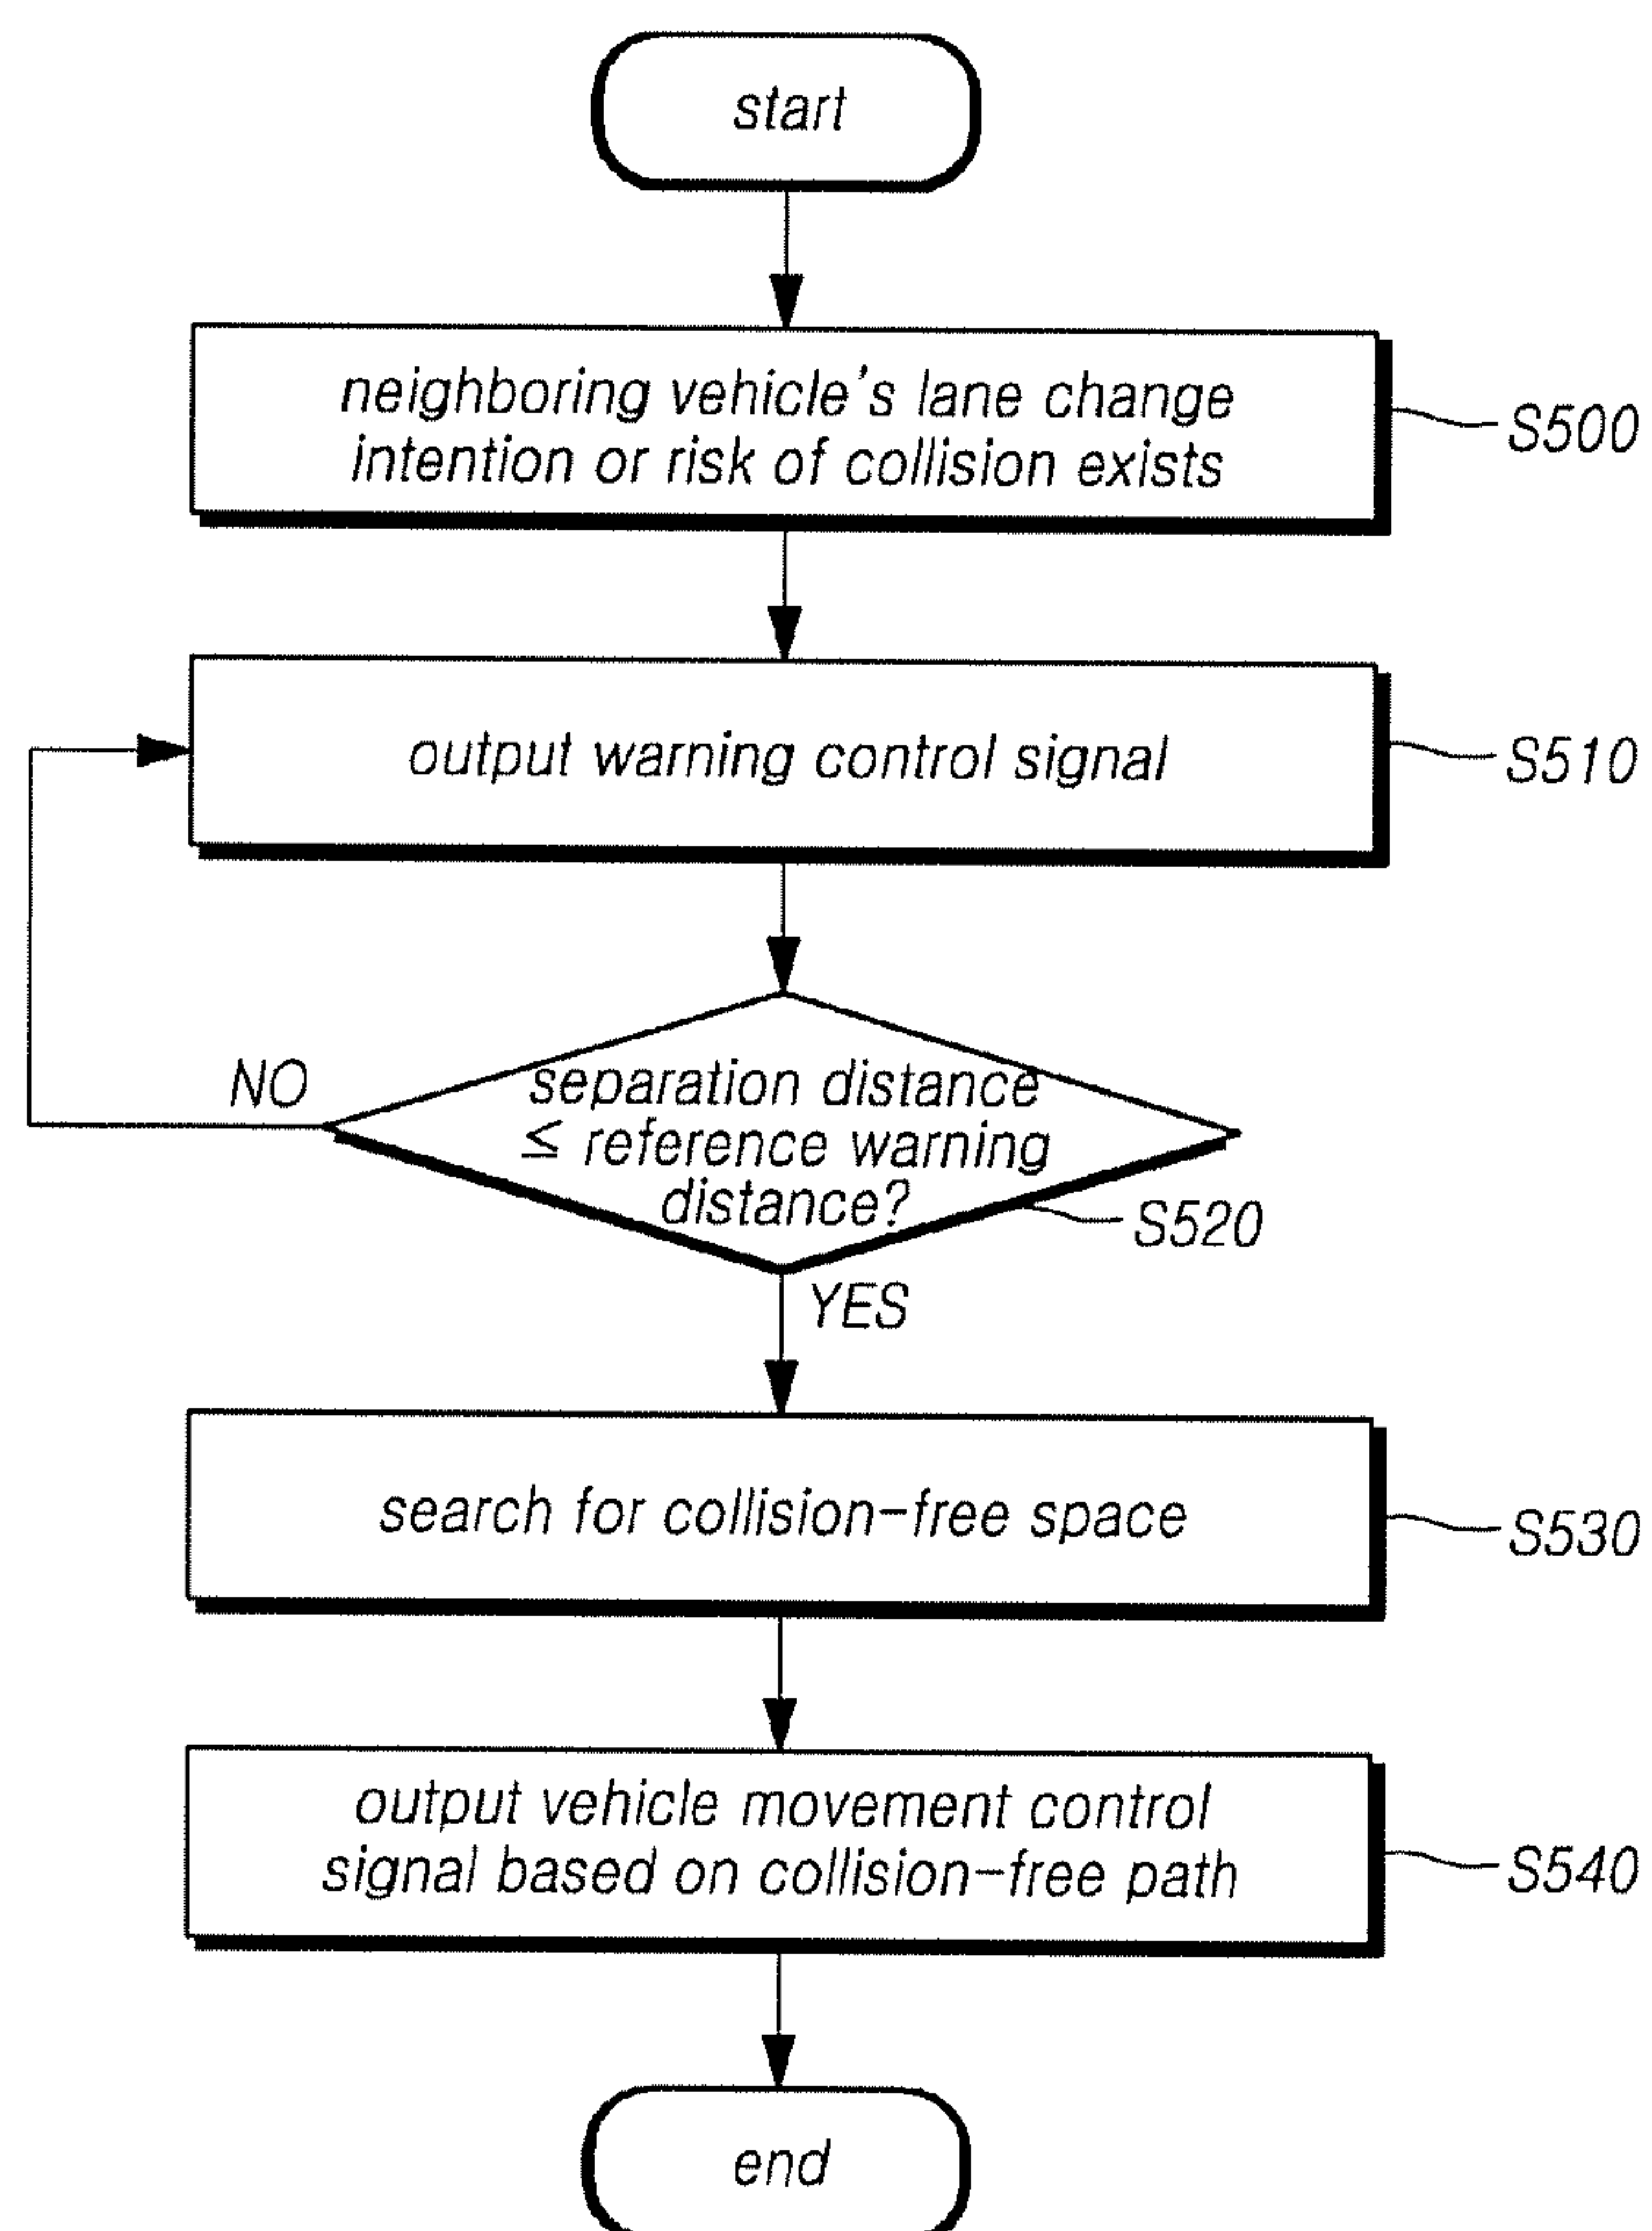 start
neighboring vehicle's lane change
intention or risk of collision exists
S500
output warning control signal
S510
NO
separation distance
≤ reference warning
distance?
S520
YES
search for collision-free space
S530
output vehicle movement control
signal based on collision-free path
S540
end